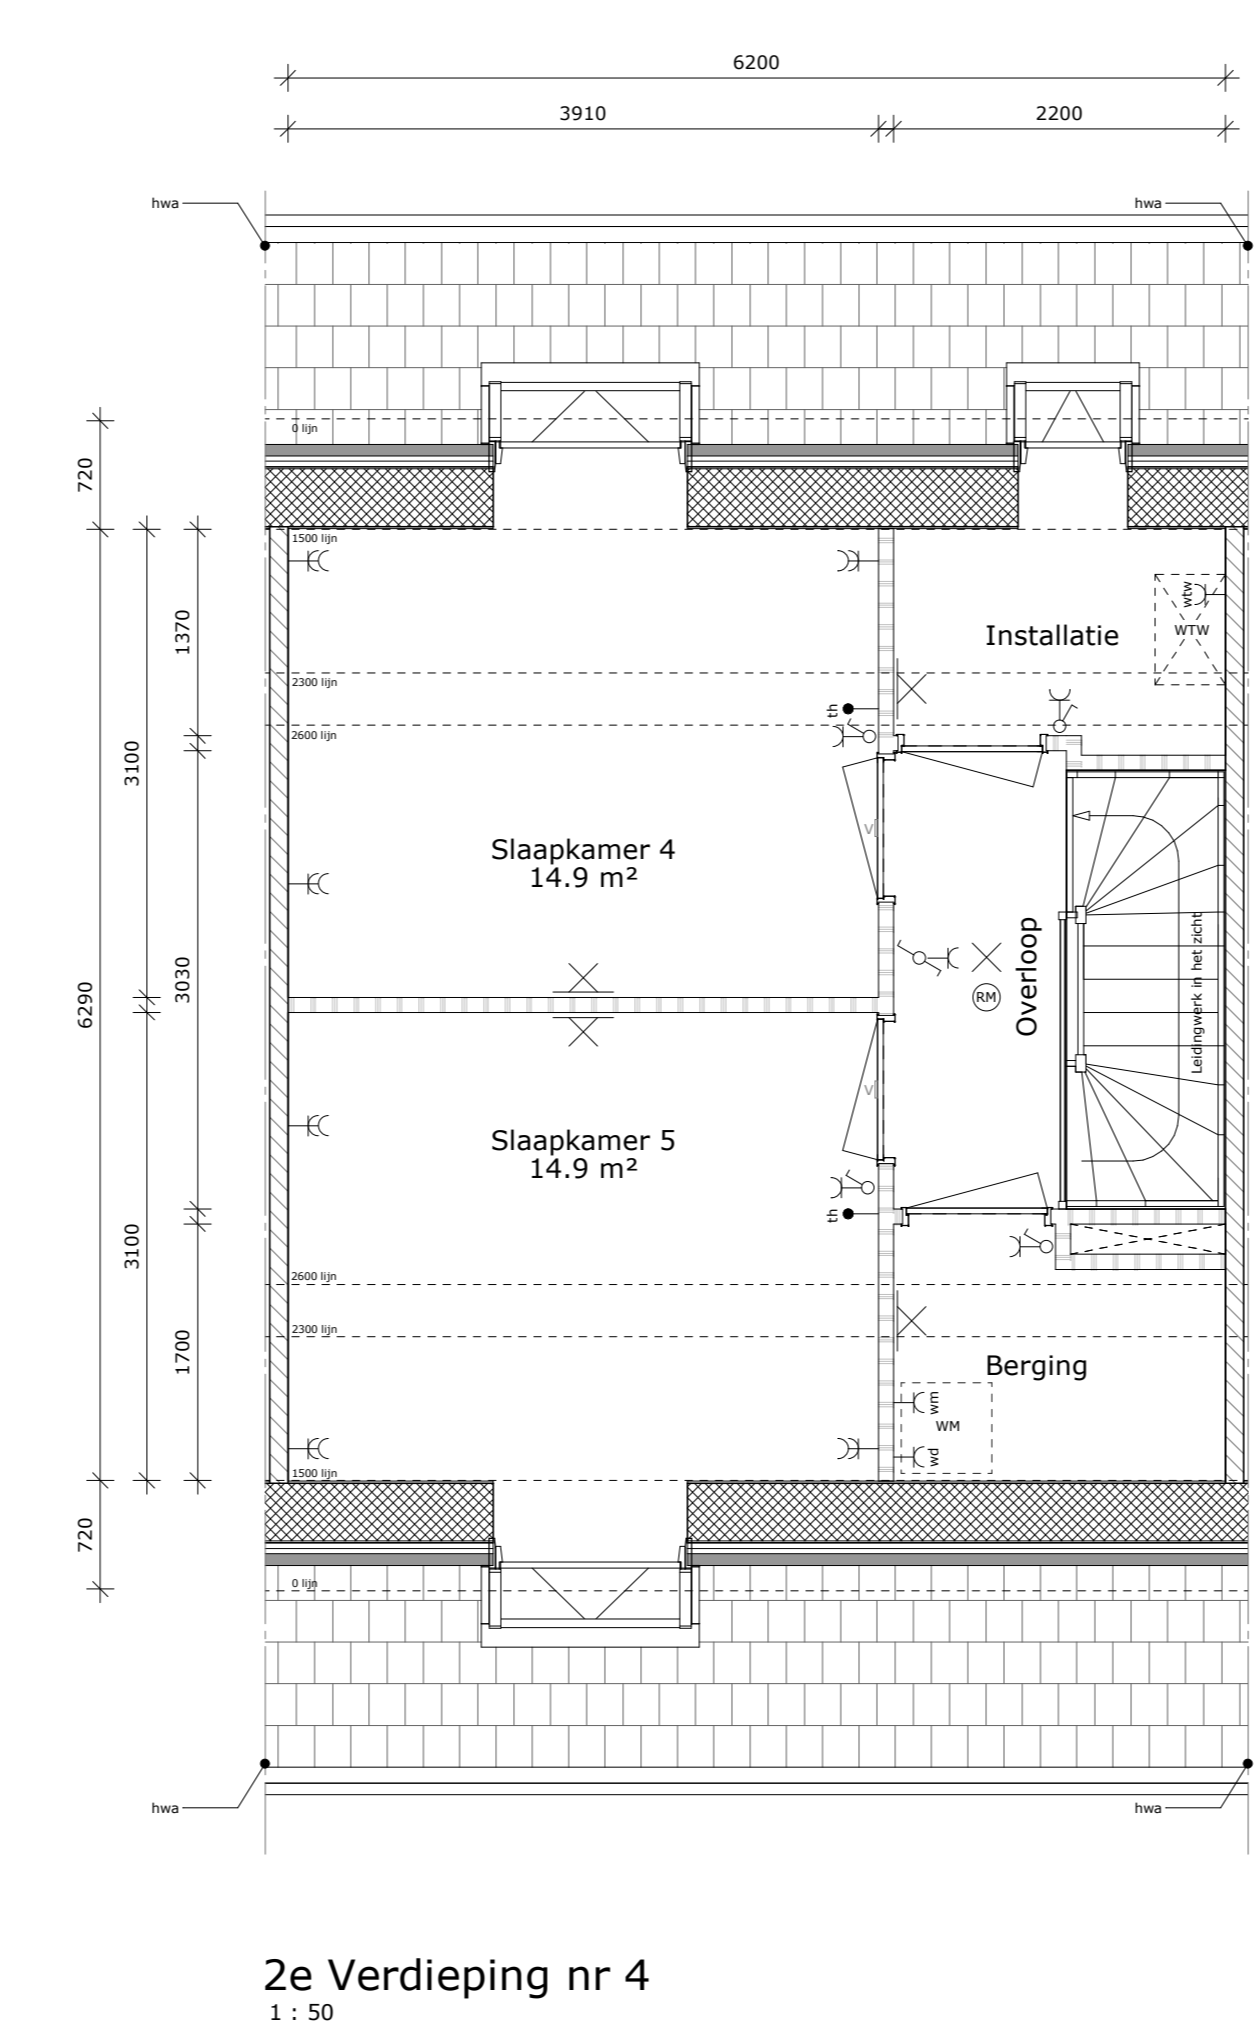 6200
3910
2200
hwa
hwa
0 lijn
720
1500 lijn
wtw
WTW
Installatie
1370
2300 lijn
th
2600 lijn
3100
V
Slaapkamer 4
14.9 m²
Overloop
Leidingwerk in het zicht
3030
6290
RM
V
Slaapkamer 5
14.9 m²
th
3100
2600 lijn
2300 lijn
1700
Berging
wm
WM
wd
1500 lijn
720
0 lijn
hwa
hwa
2e Verdieping nr 4
1 : 50